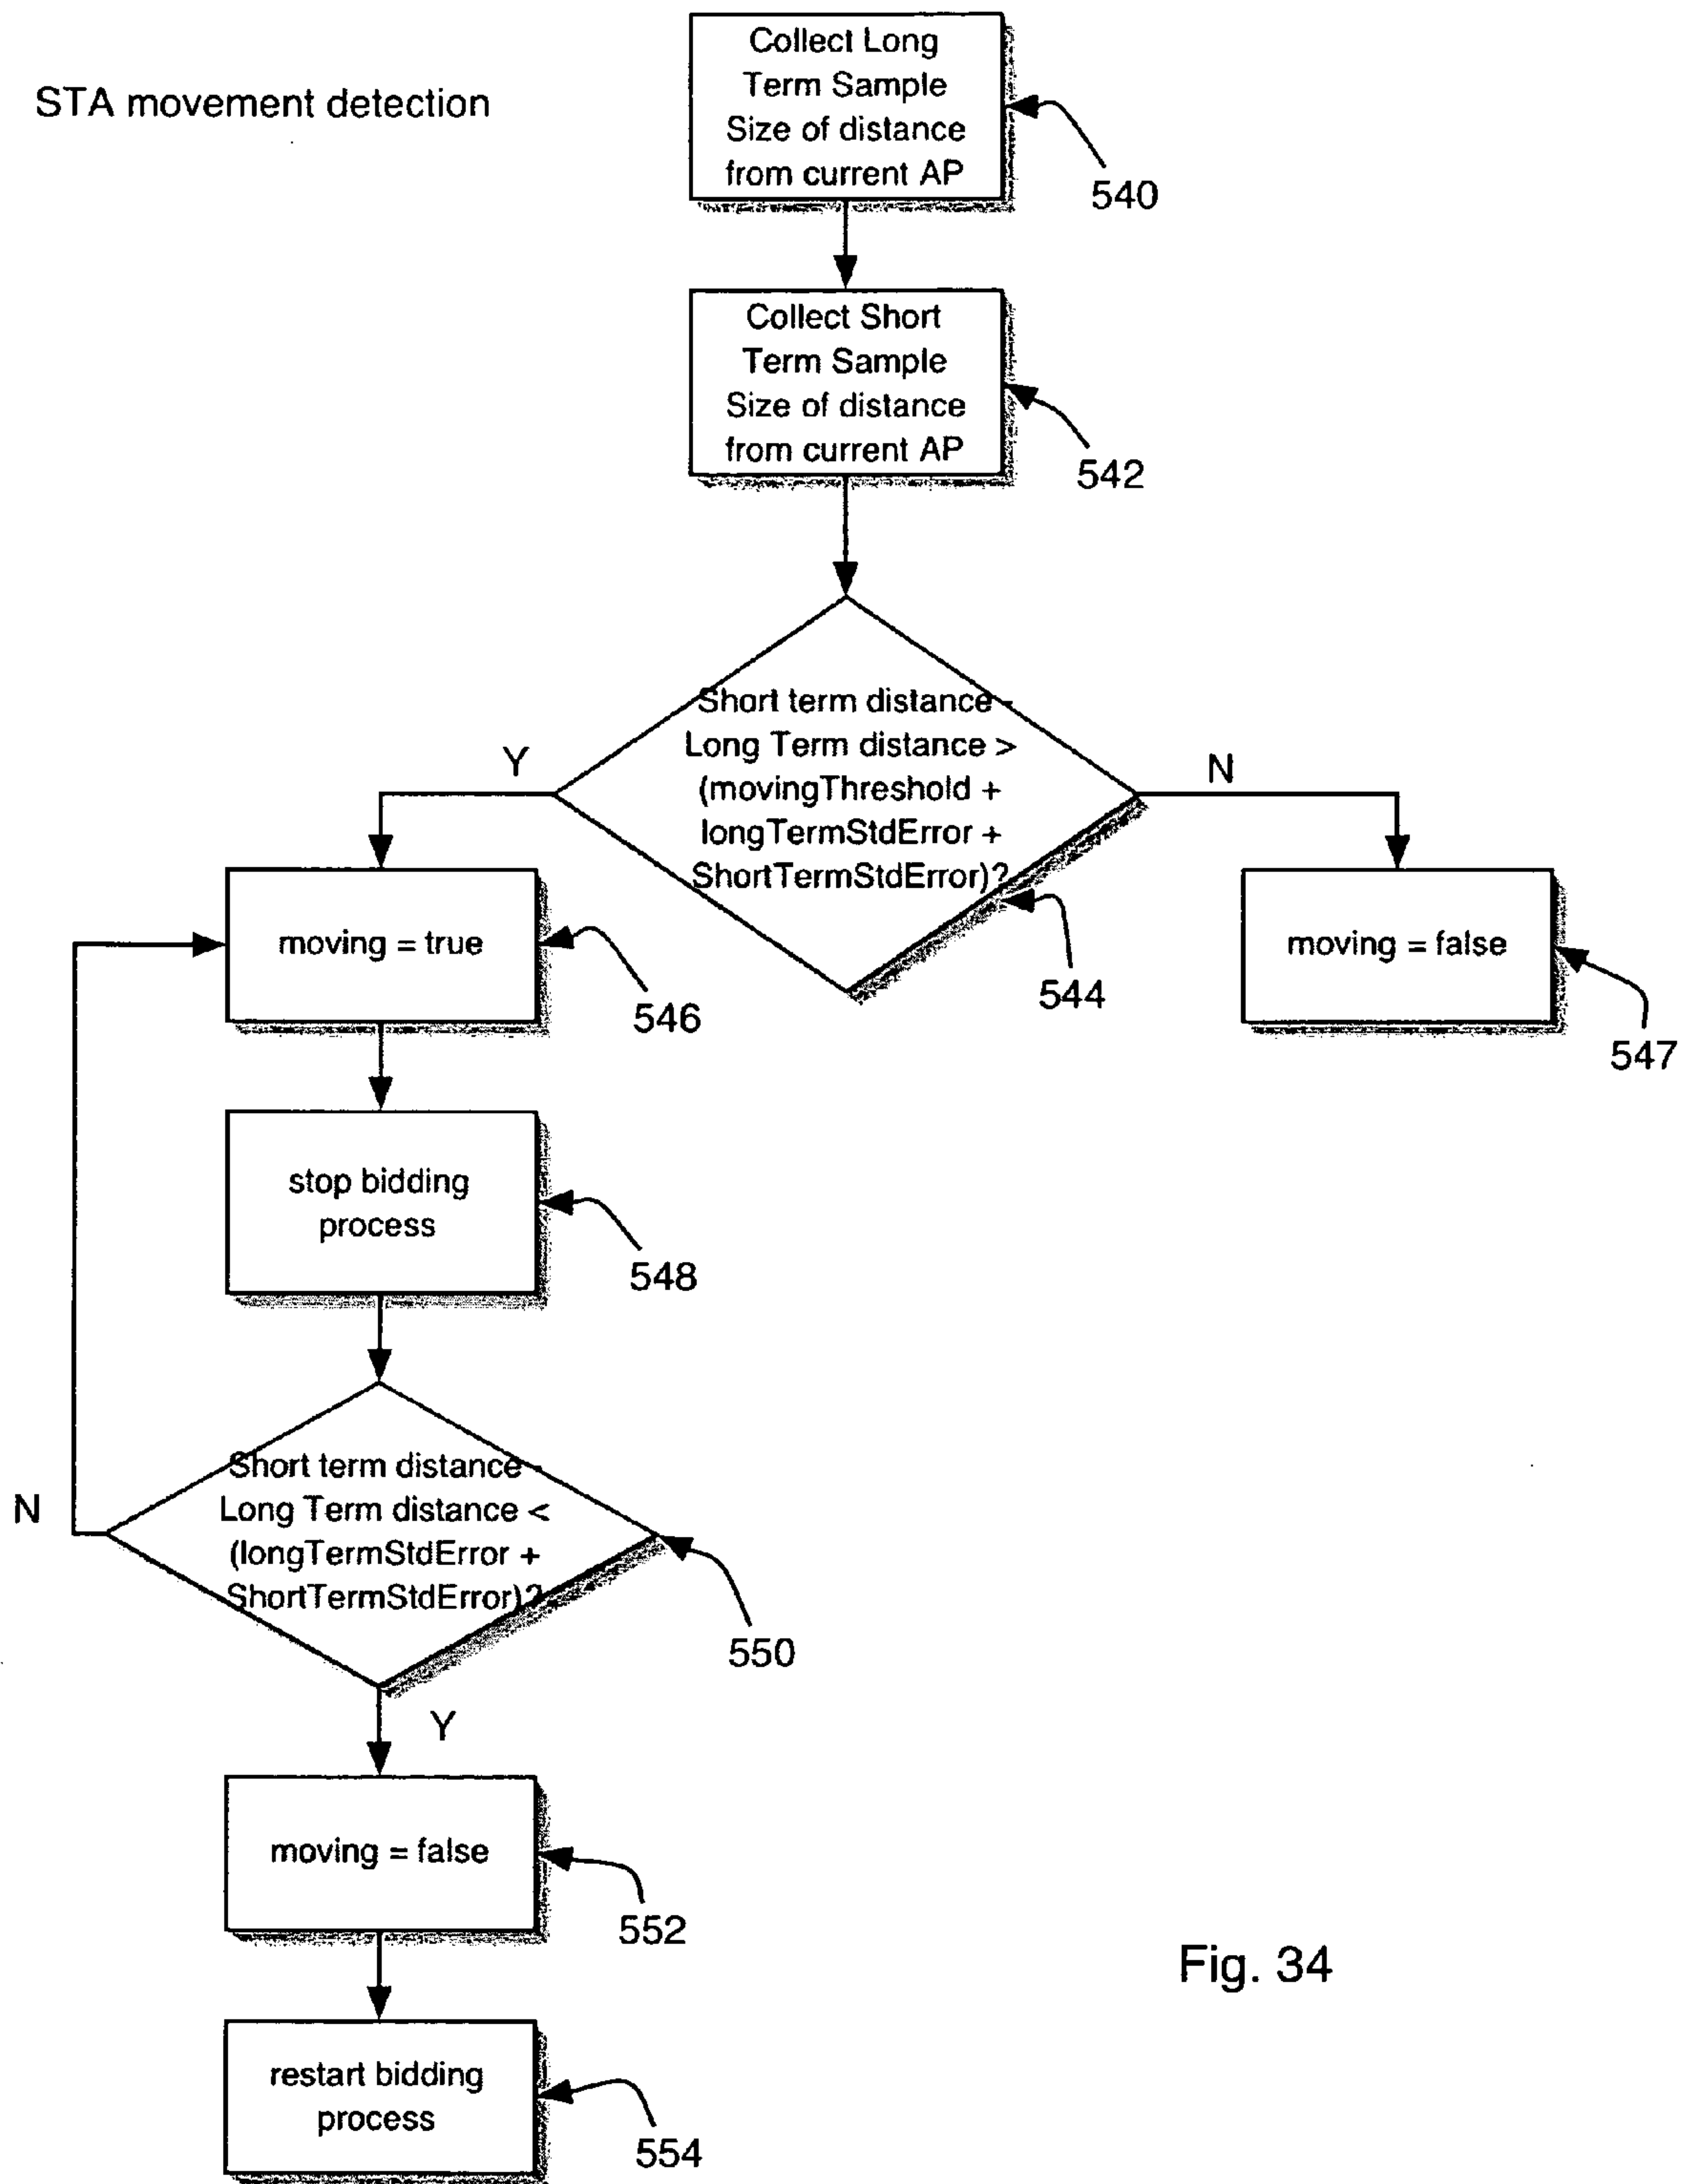 STA movement detection
Collect Long
Term Sample
Size of distance
from current AP
540
Collect Short
Term Sample
Size of distance
from current AP
542
Short term distance -
Long Term distance >
(movingThreshold +
longTermStdError +
ShortTermStdError)?
544
Y
N
moving = true
546
moving = false
547
stop bidding
process
548
Short term distance -
Long Term distance <
(longTermStdError +
ShortTermStdError)?
550
N
Y
moving = false
552
restart bidding
process
554
Fig. 34